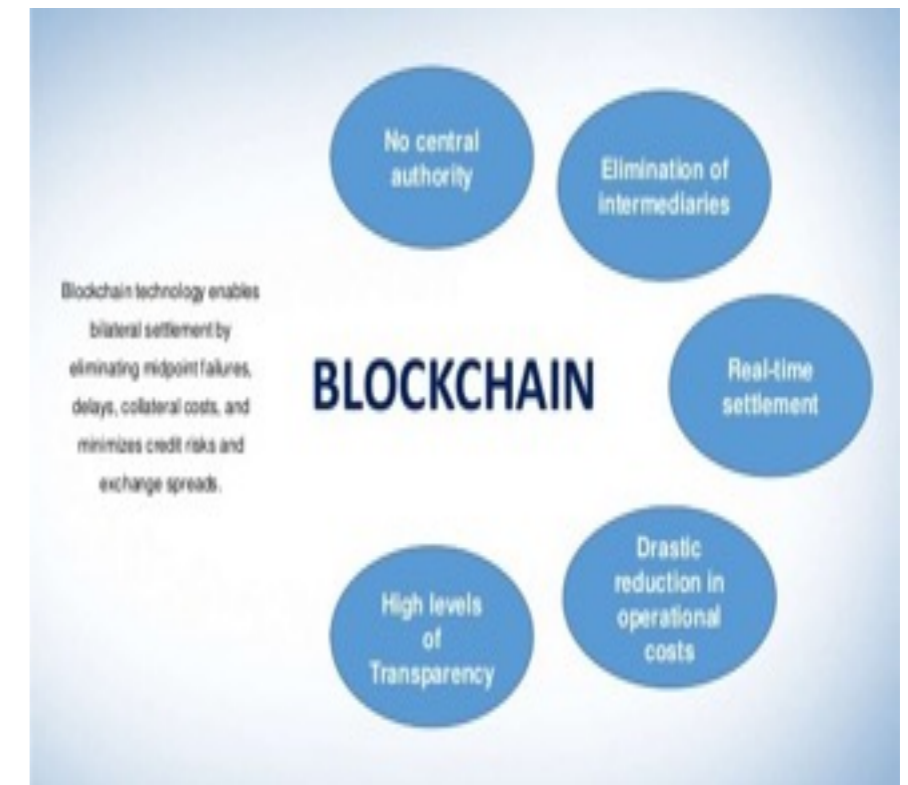 No central
authority
Elimination of
intermediaries
Blockchain technology enables
bilateral settlement by
eliminating midpoint failures,
delays, collateral costs, and
minimizes credit risks and
exchange spreads.
BLOCKCHAIN
Real-time
settlement
Drastic
reduction in
operational
costs
High levels
of
Transparency